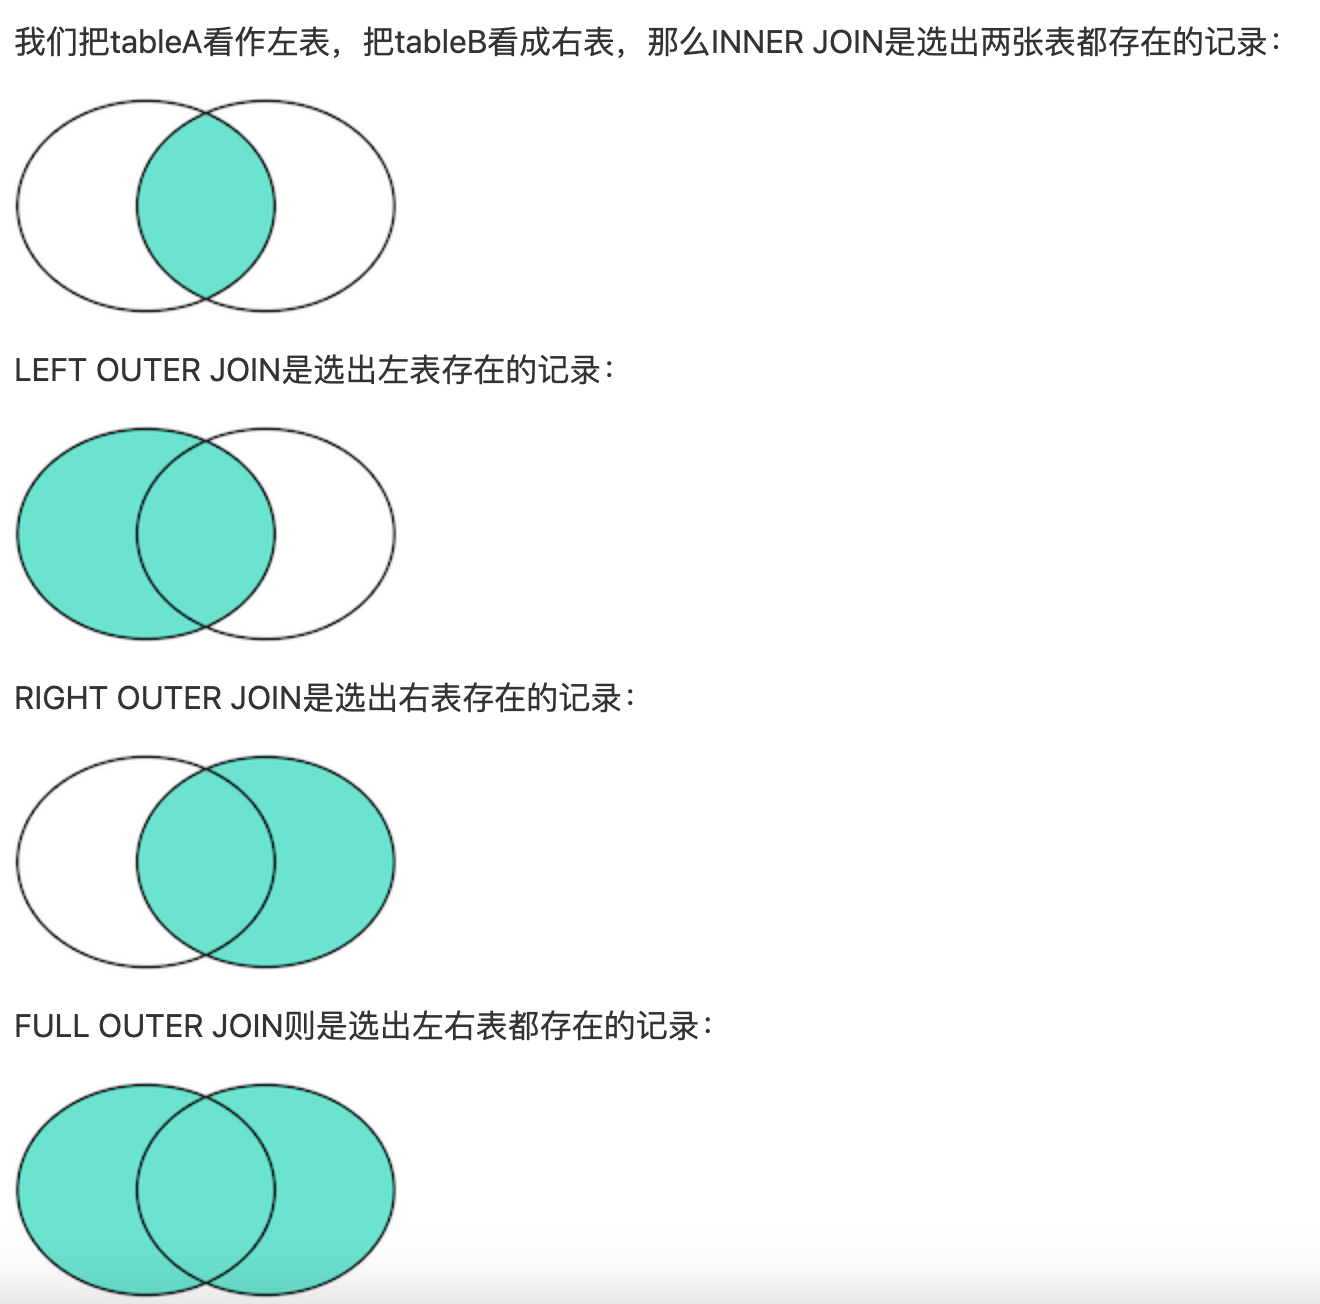 我们把tableA看作左表，把tableB看成右表，那么INNER JOIN是选出两张表都存在的记录：
LEFT OUTER JOIN是选出左表存在的记录：
RIGHT OUTER JOIN是选出右表存在的记录：
FULL OUTER JOIN则是选出左右表都存在的记录：